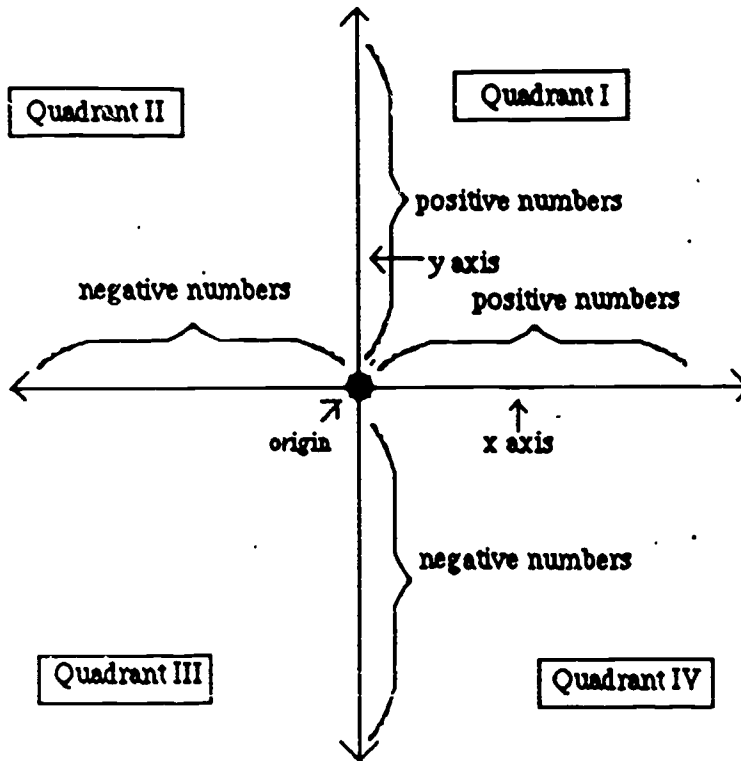 Quadrant II
Quadrant I
positive numbers
y axis
negative numbers
positive numbers
origin
x axis
negative numbers
Quadrant III
Quadrant IV